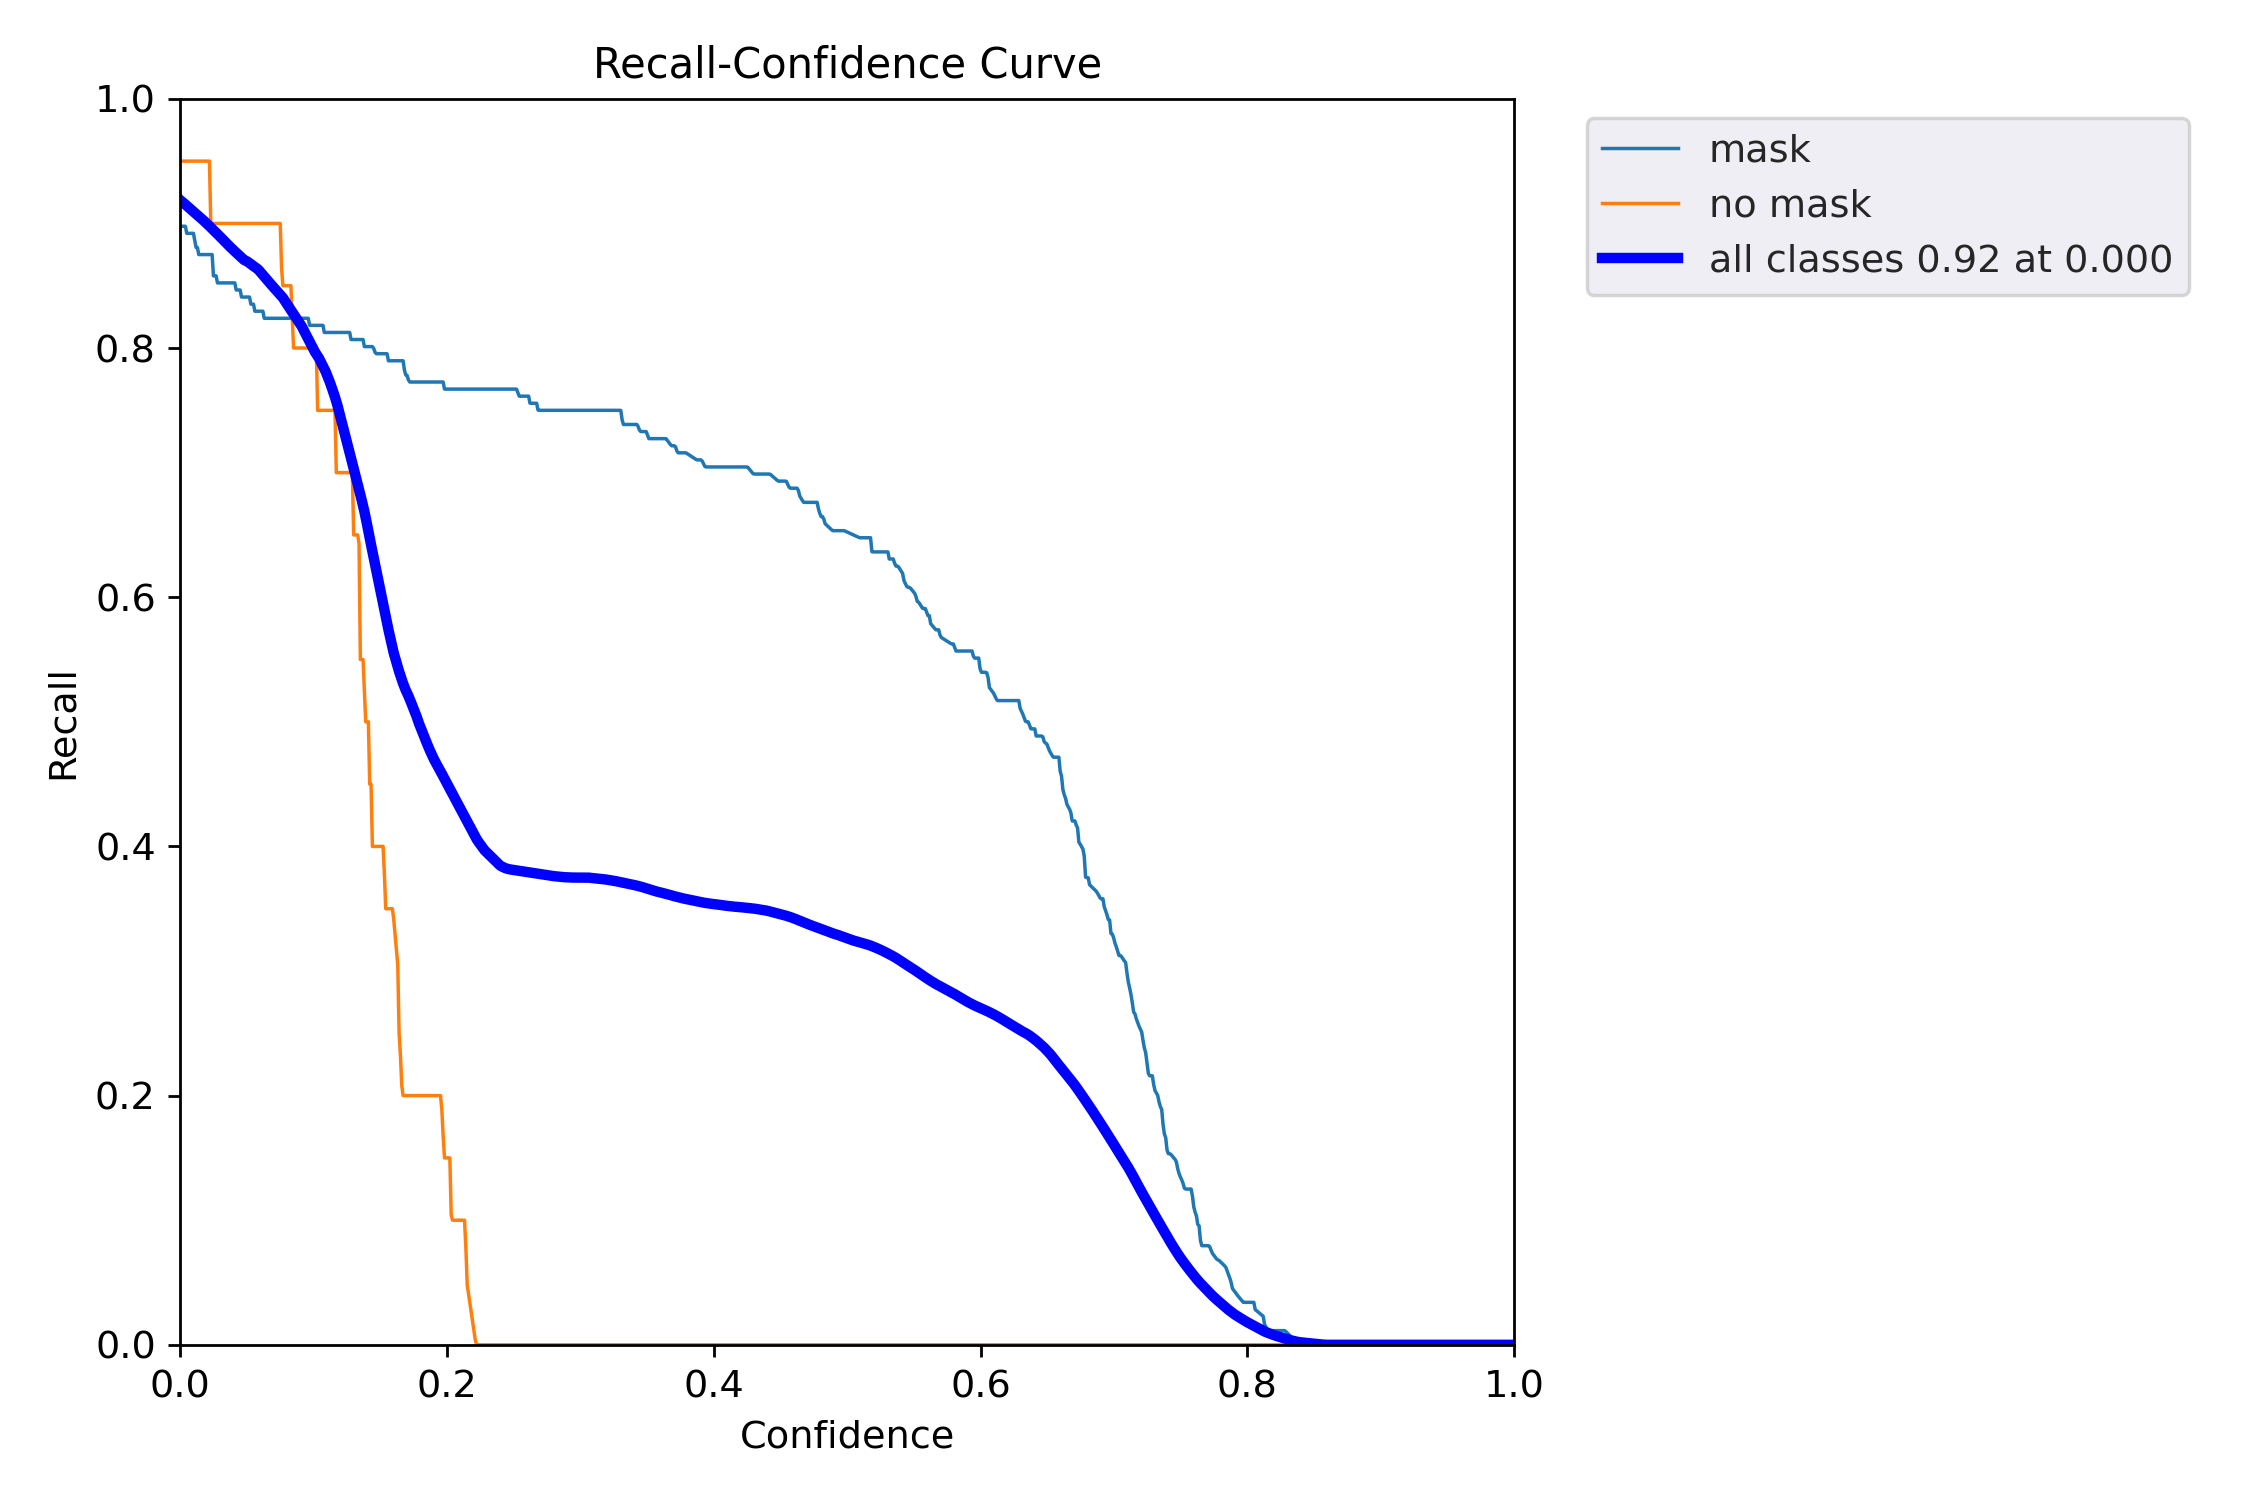 Recall-Confidence Curve
1.0
0.8
0.6
0.4
0.2
0.0
Recall
0.0 0.2 0.4 0.6 0.8 1.0
Confidence
mask
no mask
all classes 0.92 at 0.000